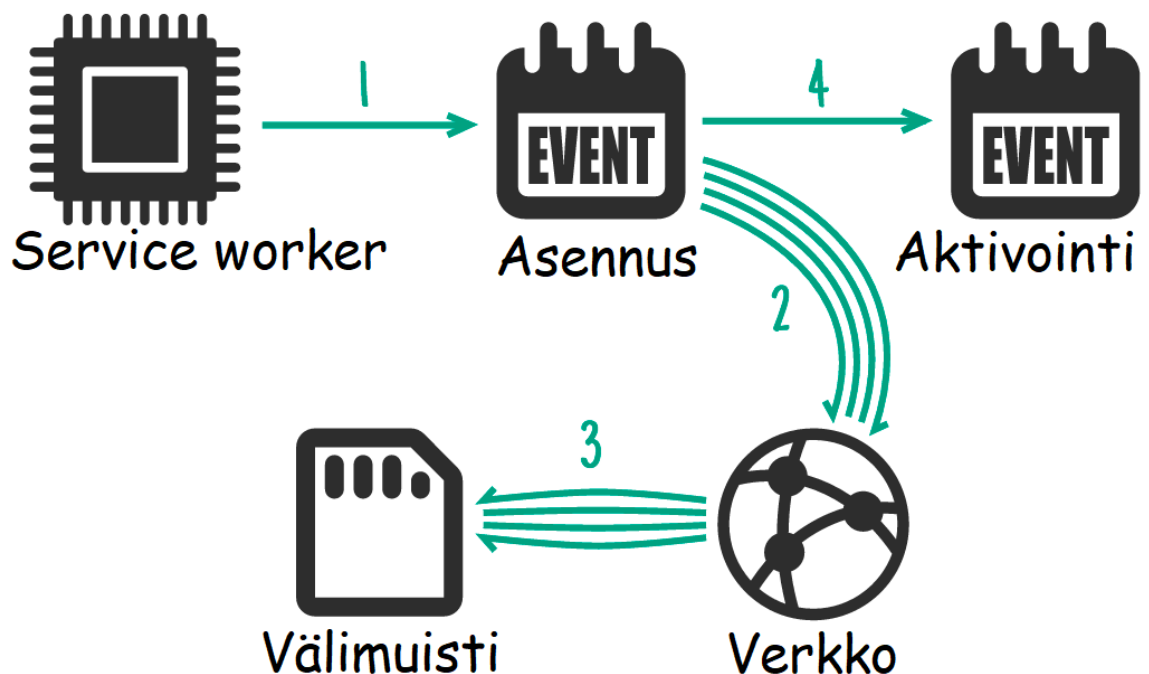 1
4
EVENT
EVENT
Service worker
Asennus
Aktivointi
2
3
Välimuisti
Verkko